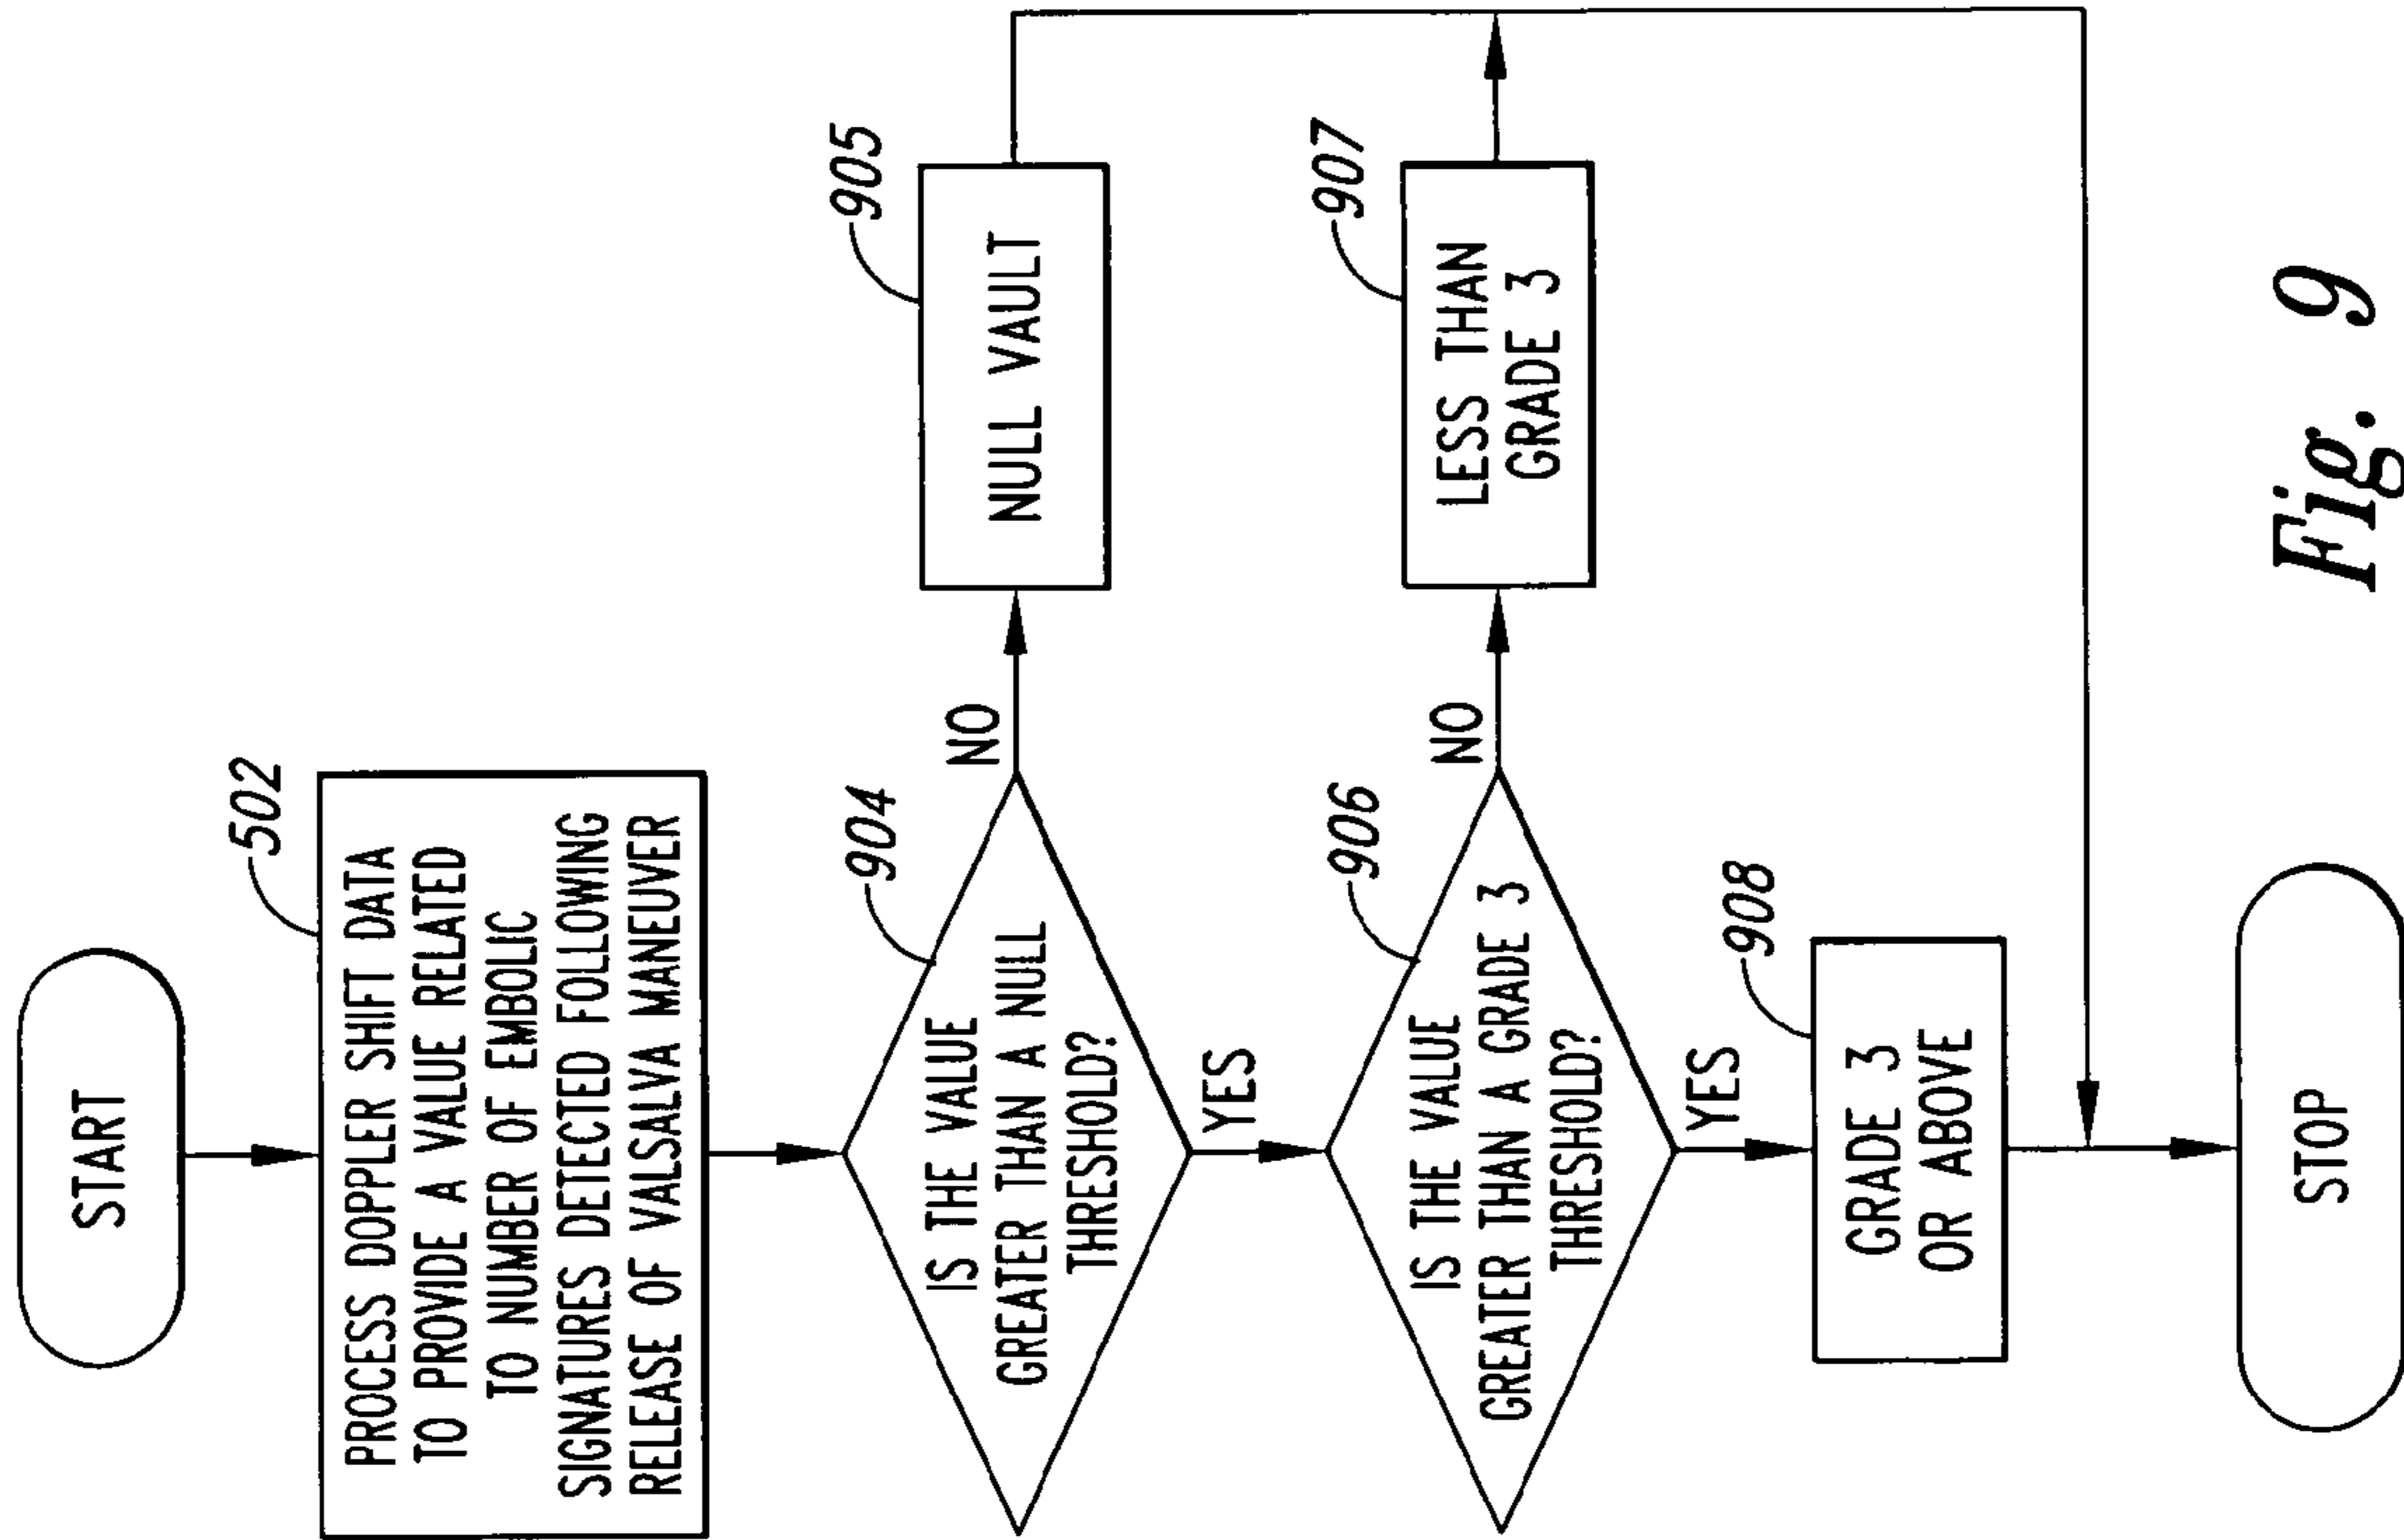 START
502
PROCESS DOPPLER SHIFT DATA
TO PROVIDE A VALUE RELATED
TO NUMBER OF EMBOLIC
SIGNATURES DETECTED FOLLOWING
RELEASE OF VALSALVA MANEUVER
904
IS THE VALUE
GREATER THAN A NULL
THRESHOLD?
NO
905
NULL VAULT
YES
906
IS THE VALUE
GREATER THAN A GRADE 3
THRESHOLD?
NO
907
LESS THAN
GRADE 3
YES
908
GRADE 3
OR ABOVE
STOP
Fig. 9